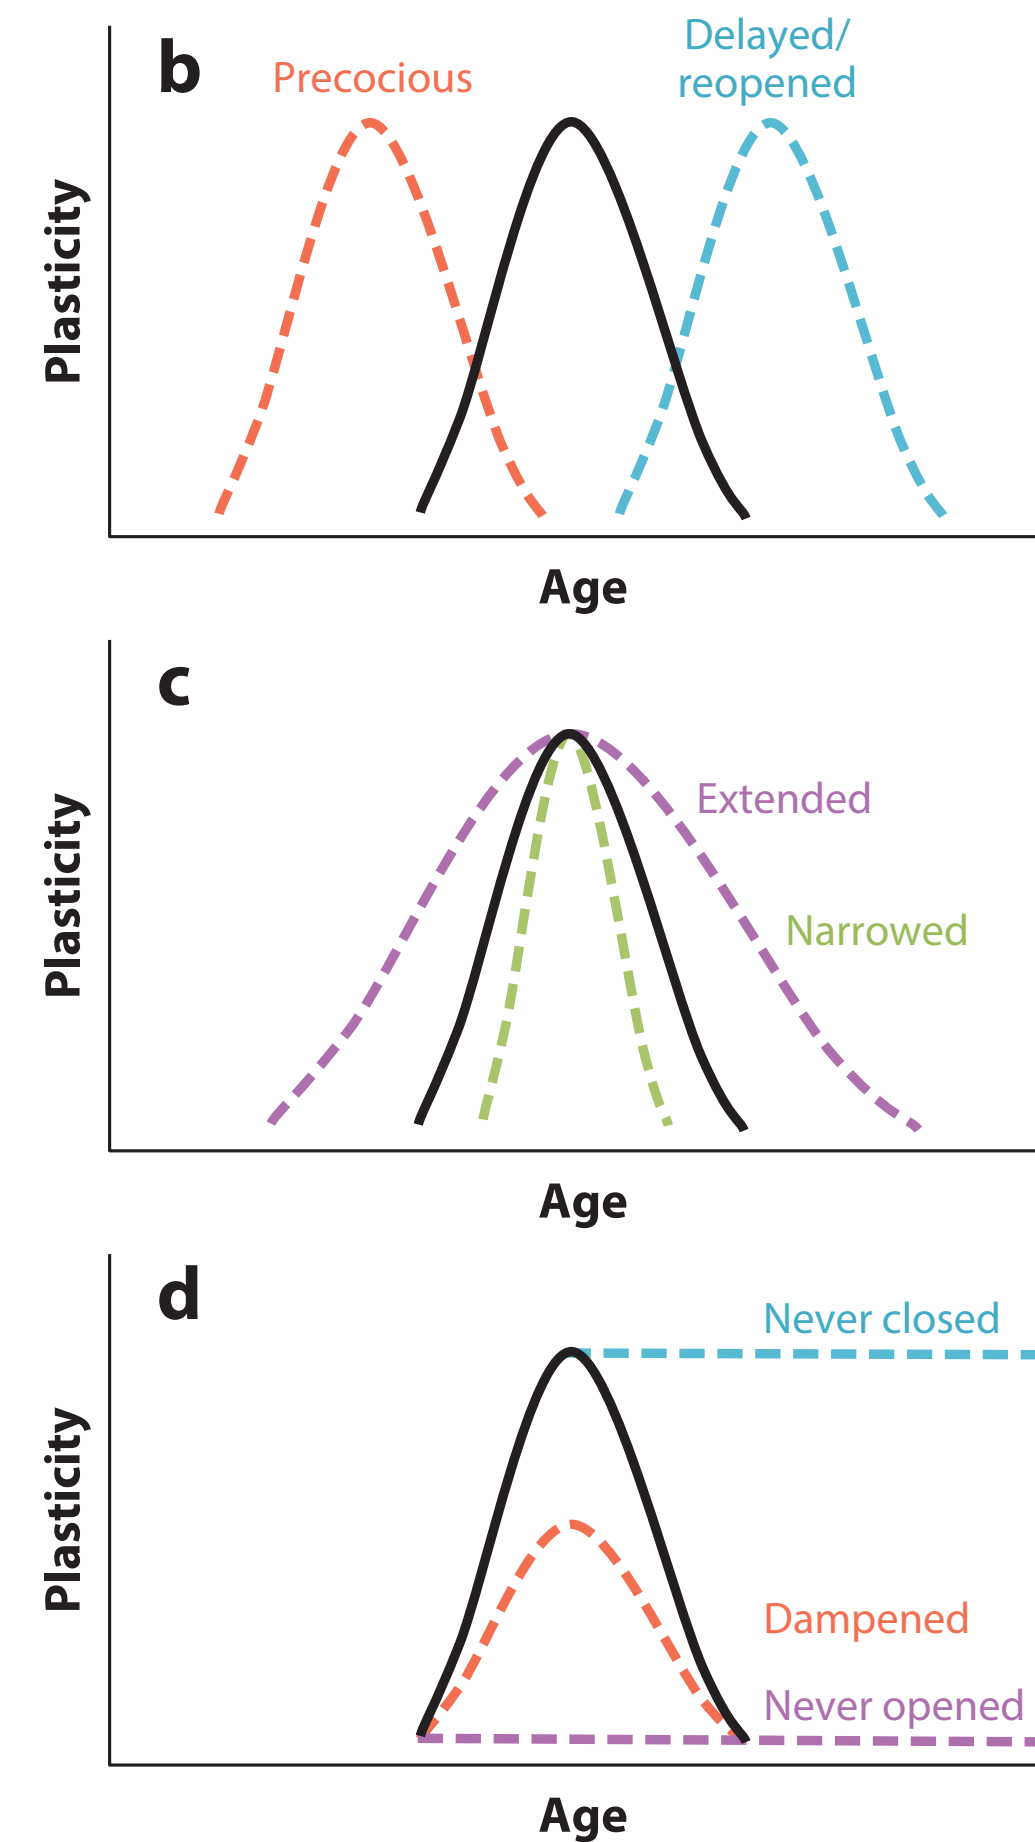 b
Precocious
Delayed/
reopened
Plasticity
Age
c
Extended
Narrowed
Plasticity
Age
d
Never closed
Dampened
Never opened
Plasticity
Age